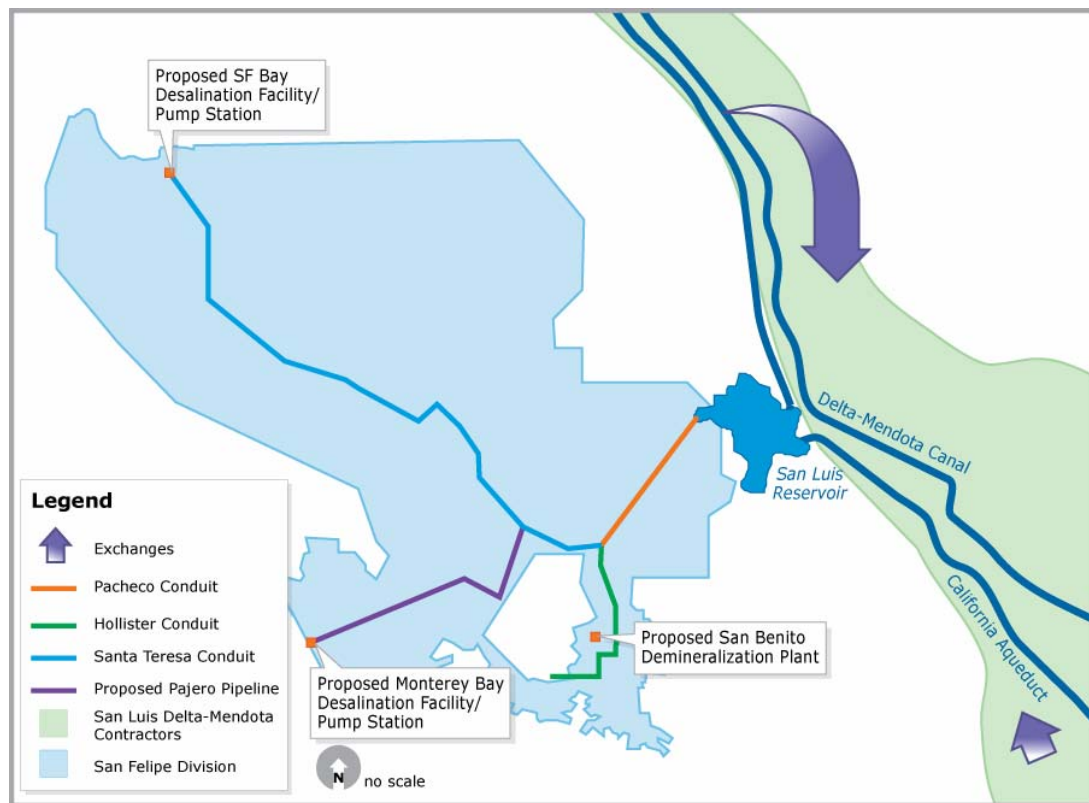 Proposed SF Bay
Desalination Facility/
Pump Station
Delta-Mendota Canal
San Luis
Reservoir
California Aqueduct
Proposed San Benito
Demineralization Plant
Proposed Monterey Bay
Desalination Facility/
Pump Station
Legend
Exchanges
Pacheco Conduit
Hollister Conduit
Santa Teresa Conduit
Proposed Pajero Pipeline
San Luis Delta-Mendota
Contractors
San Felipe Division
N
no scale